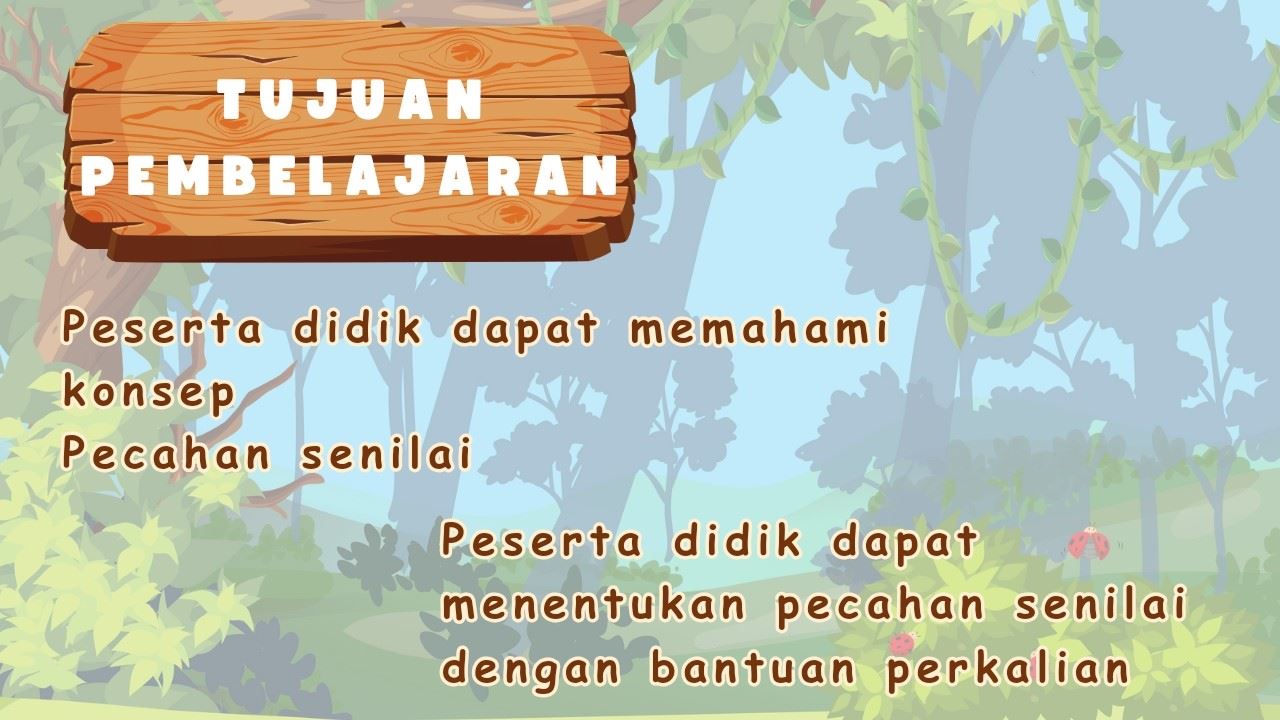 TUJUAN
PEMBELAJARAN
Peserta didik dapat memahami
konsep
Pecahan senilai
Peserta didik dapat
menentukan pecahan senilai
dengan bantuan perkalian